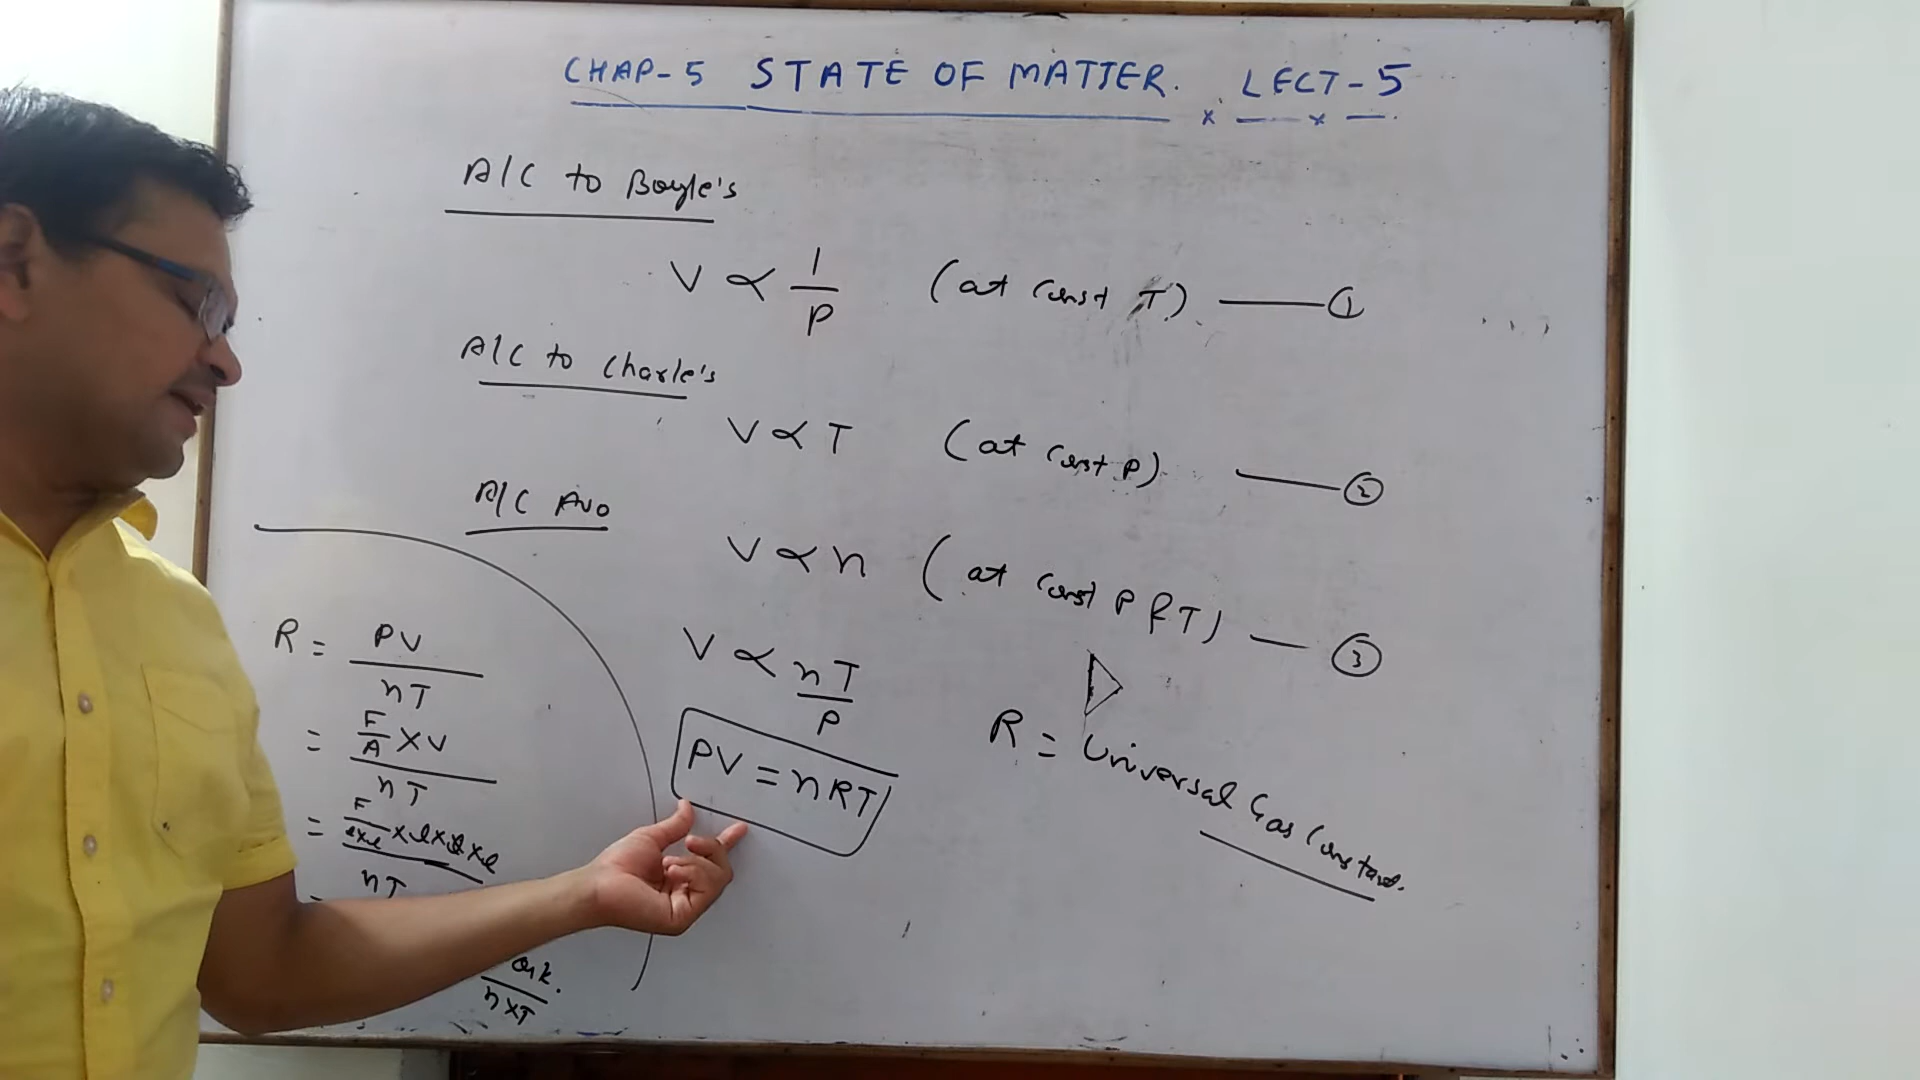 CHAP-5 STATE OF MATTER. LECT-5
A/C to Boyle's
V ∝ 1/P (at const T) —— ①
A/C to Charle's
V ∝ T (at const P) —— ②
A/C Avo
V ∝ n (at const P & T) — ③
V ∝ nT/P
PV = nRT
R = Universal Gas Constant.
R = PV/nT
= F/A × V
nT
= F/l×l × l×l×l
nT
n×T